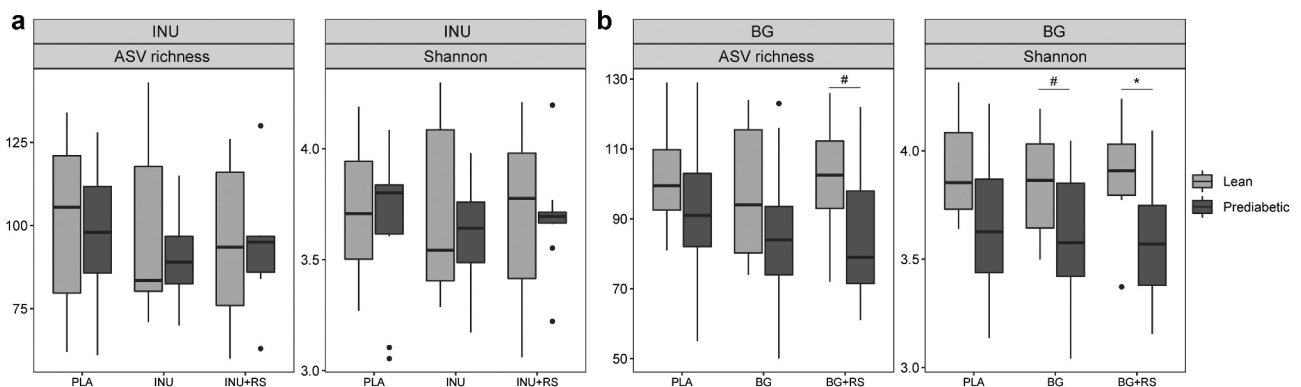 a
INU
ASV richness
125
100
75
PLA
INU
INU+RS
INU
Shannon
4.0
3.5
3.0
PLA
INU
INU+RS
b
BG
ASV richness
130
110
90
70
50
#
PLA
BG
BG+RS
BG
Shannon
4.0
3.5
4.0
#
*
PLA
BG
BG+RS
Lean
Prediabetic